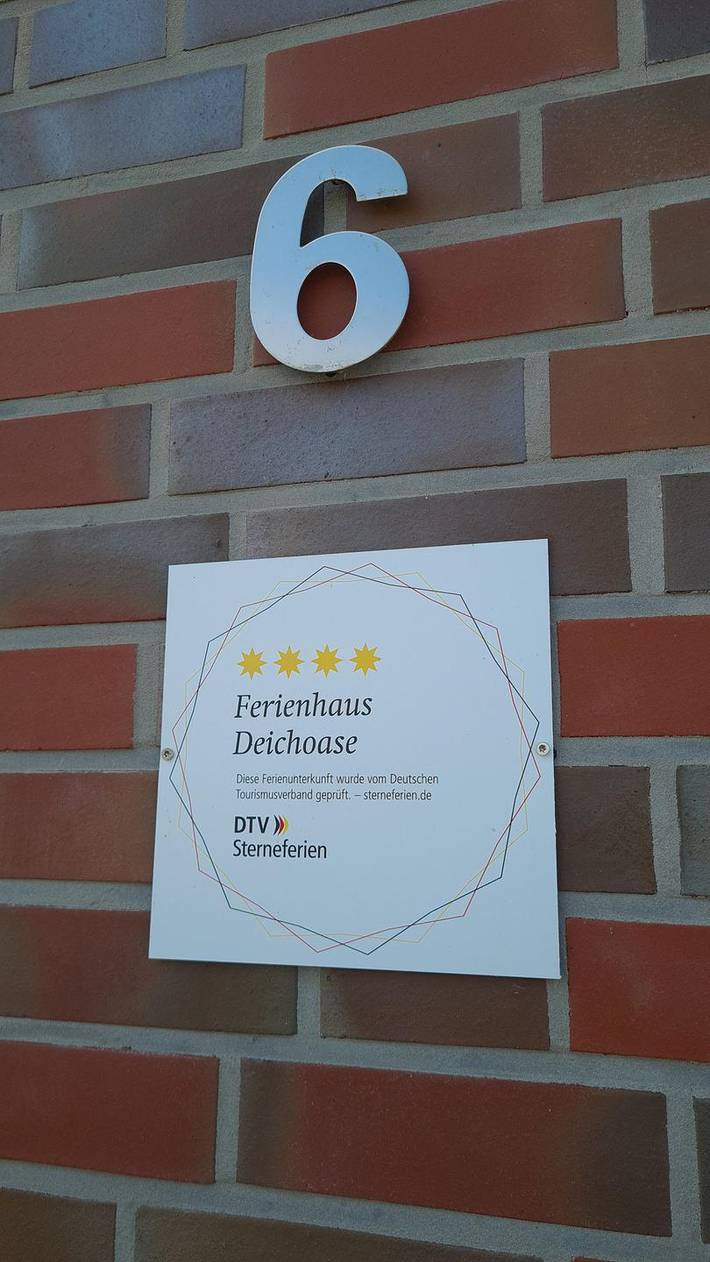 6
Ferienhaus
Deichoase
Diese Ferienunterkunft wurde vom Deutschen
Tourismusverband geprüft. – sterneferien.de
DTV
Sterneferien